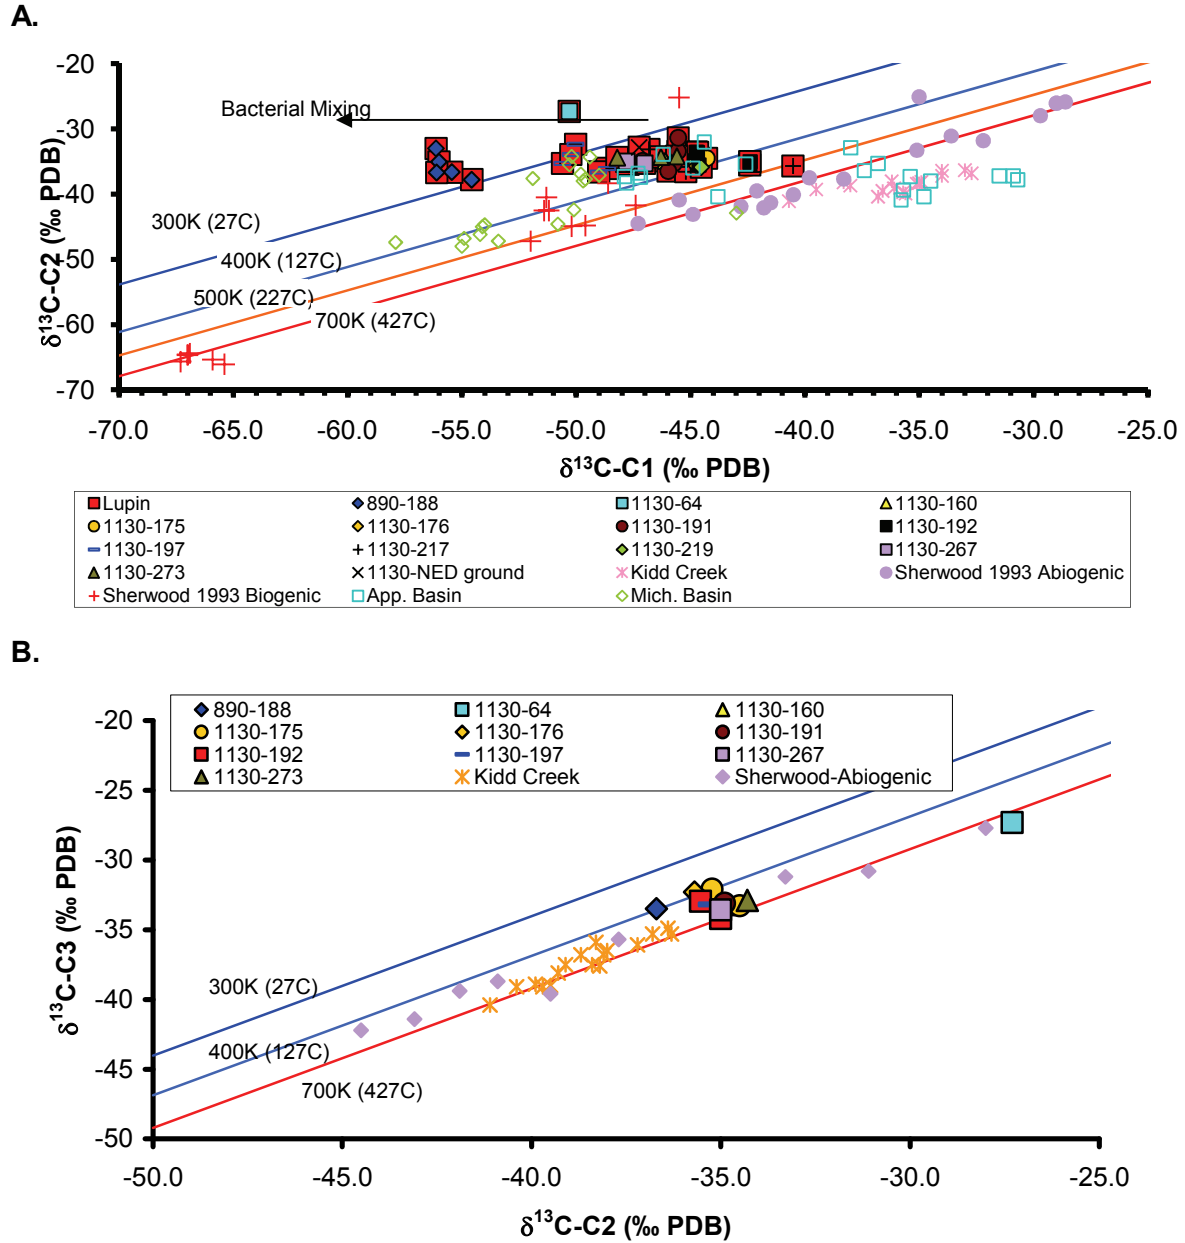 A.
-20
-30
-40
-50
-60
-70
δ13C-C2 (‰ PDB)
Bacterial Mixing
300K (27C)
400K (127C)
500K (227C)
700K (427C)
-70.0 -65.0 -60.0 -55.0 -50.0 -45.0 -40.0 -35.0 -30.0 -25.0
δ13C-C1 (‰ PDB)
Lupin 890-188 1130-64 1130-160
1130-175 1130-176 1130-191 1130-192
1130-197 1130-217 1130-219 1130-267
1130-273 1130-NED ground Kidd Creek Sherwood 1993 Abiogenic
Sherwood 1993 Biogenic App. Basin Mich. Basin
B.
890-188 1130-64 1130-160
1130-175 1130-176 1130-191
1130-192 1130-197 1130-267
1130-273 Kidd Creek Sherwood-Abiogenic
-20
-25
-30
-35
-40
-45
-50
δ13C-C3 (‰ PDB)
300K (27C)
400K (127C)
700K (427C)
-50.0 -45.0 -40.0 -35.0 -30.0 -25.0
δ13C-C2 (‰ PDB)